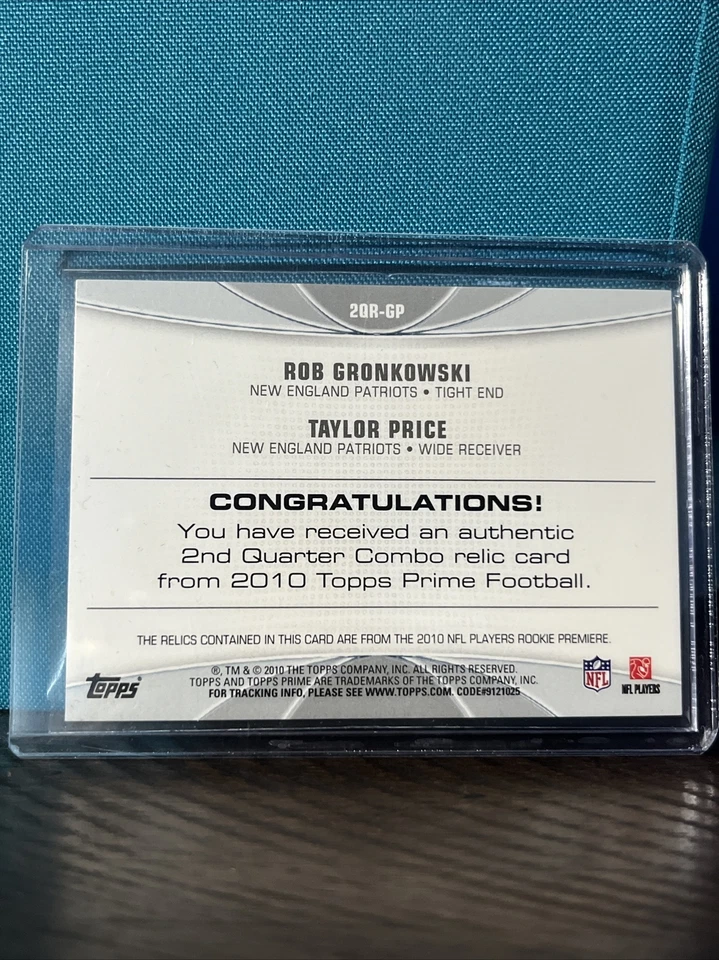 2QR-GP
ROB GRONKOWSKI
NEW ENGLAND PATRIOTS • TIGHT END
TAYLOR PRICE
NEW ENGLAND PATRIOTS • WIDE RECEIVER
CONGRATULATIONS!
You have received an authentic
2nd Quarter Combo relic card
from 2010 Topps Prime Football.
THE RELICS CONTAINED IN THIS CARD ARE FROM THE 2010 NFL PLAYERS ROOKIE PREMIERE.
®, TM & © 2010 THE TOPPS COMPANY, INC. ALL RIGHTS RESERVED.
TOPPS AND TOPPS PRIME ARE TRADEMARKS OF THE TOPPS COMPANY, INC.
FOR TRACKING INFO, PLEASE SEE WWW.TOPPS.COM. CODE#9121025
Topps
NFL
NFL PLAYERS